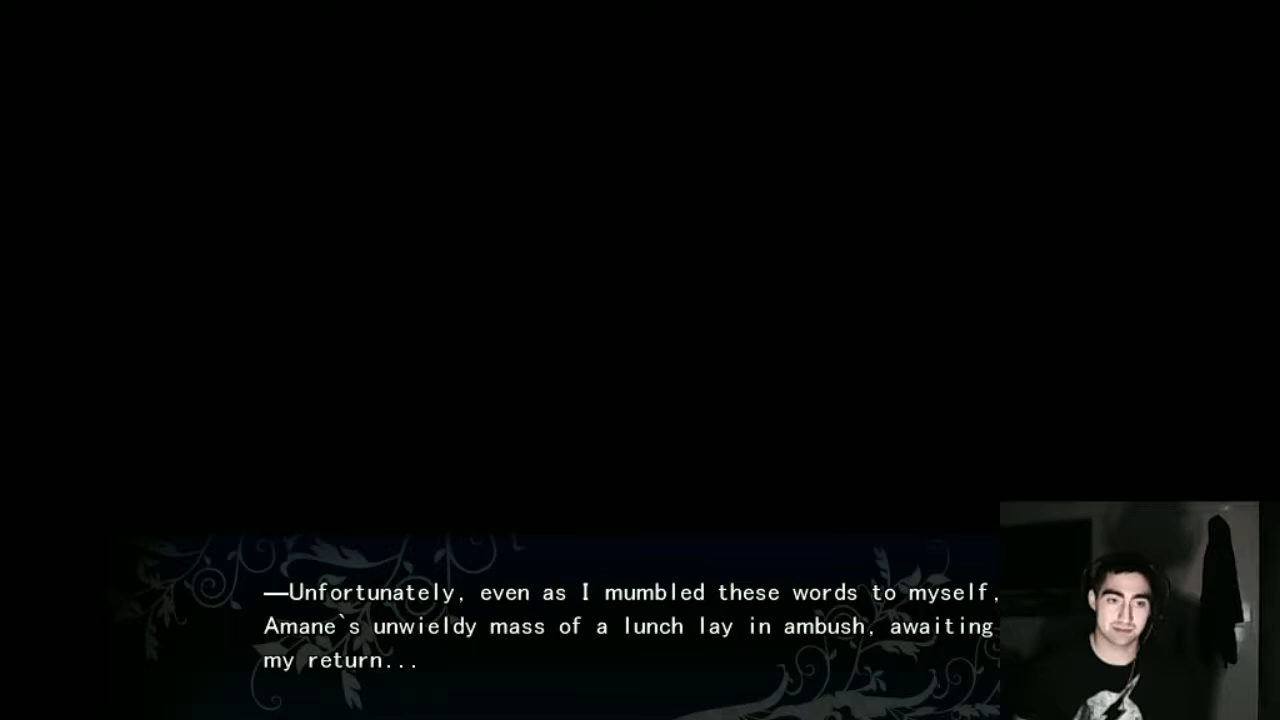 —Unfortunately, even as I mumbled these words to myself,
Amane`s unwieldy mass of a lunch lay in ambush, awaiting
my return...